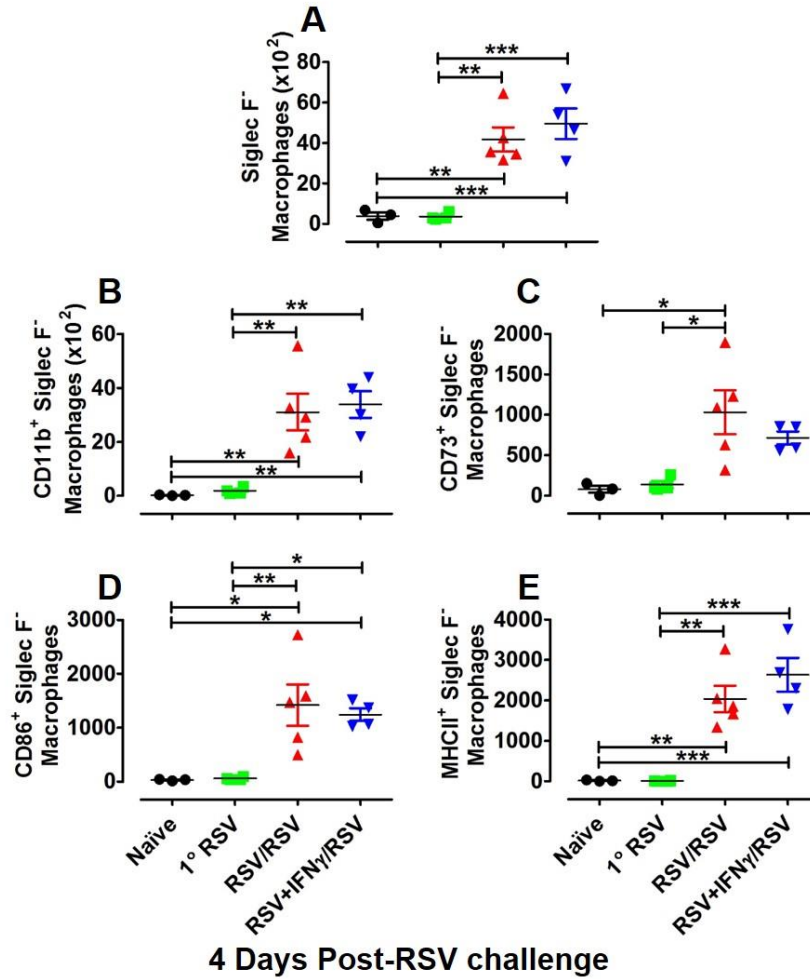 A
Siglec F⁻
Macrophages (x10²)
80
60
40
20
0
***
**
**
***
B
CD11b⁺ Siglec F⁻
Macrophages (x10²)
60
40
20
0
**
**
**
**
C
CD73⁺ Siglec F⁻
Macrophages
2000
1500
1000
500
0
*
*
D
CD86⁺ Siglec F⁻
Macrophages
3000
2000
1000
0
*
**
*
*
E
MHCII⁺ Siglec F⁻
Macrophages
4000
3000
2000
1000
0
***
**
**
***
Naïve
1° RSV
RSV/RSV
RSV+IFNγ/RSV
Naïve
1° RSV
RSV/RSV
RSV+IFNγ/RSV
4 Days Post-RSV challenge